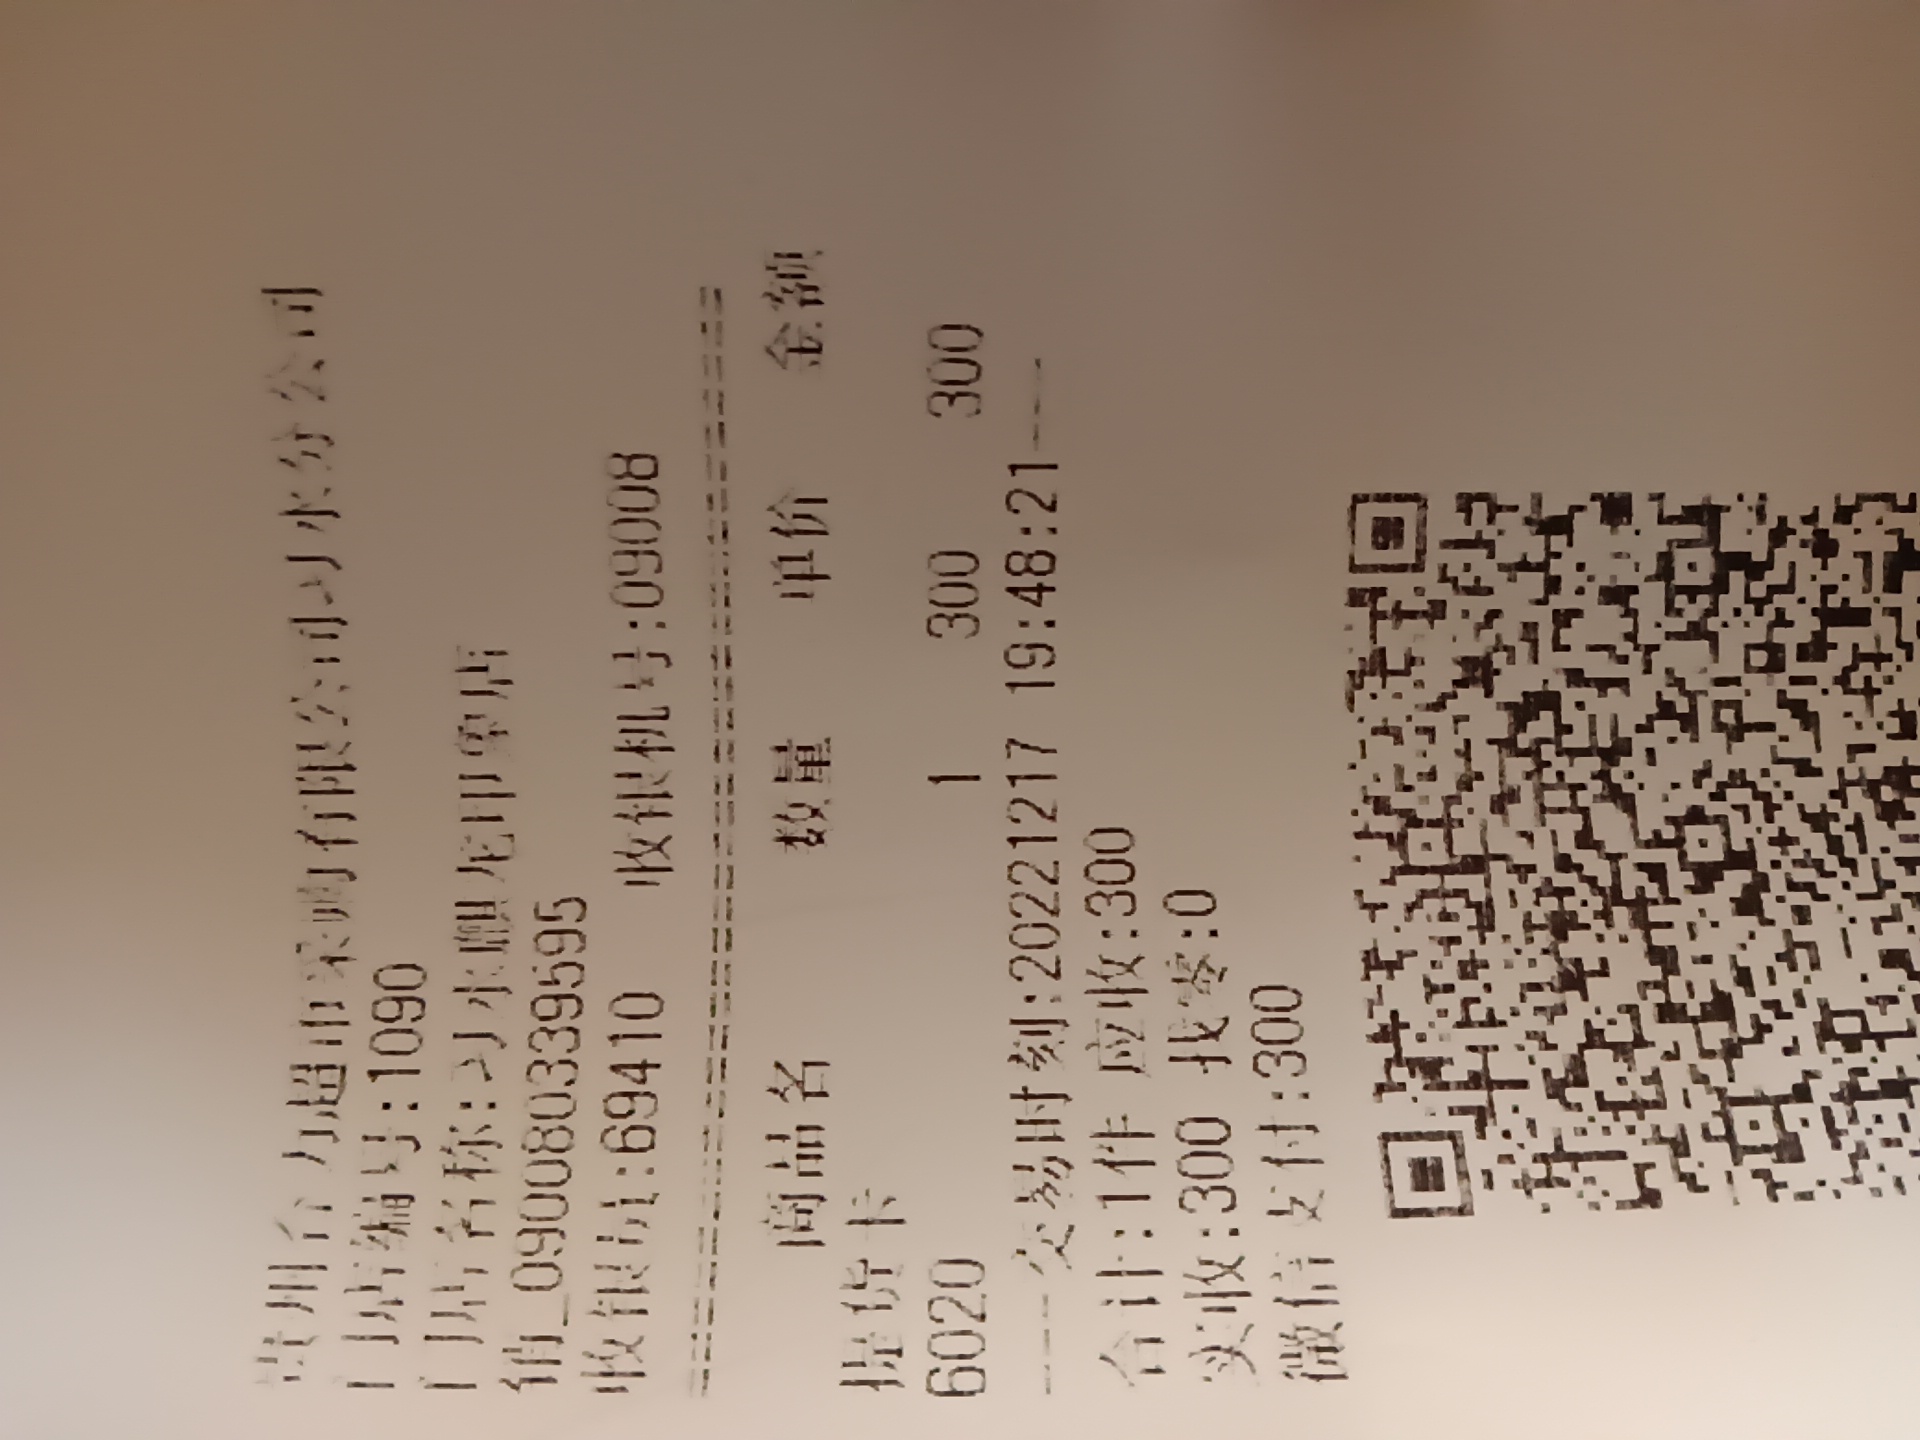 贵州合力超市采购有限公司习水分公司
门店编号:1090
门店名称:习水麒龙印象店
销_090080339595
收银员:69410 收银机号:09008
==============================
商品名 数量 单价 金额
提货卡
6020 1 300 300
----交易时刻:20221217 19:48:21----
合计:1件 应收:300
实收:300 找零:0
微信支付:300